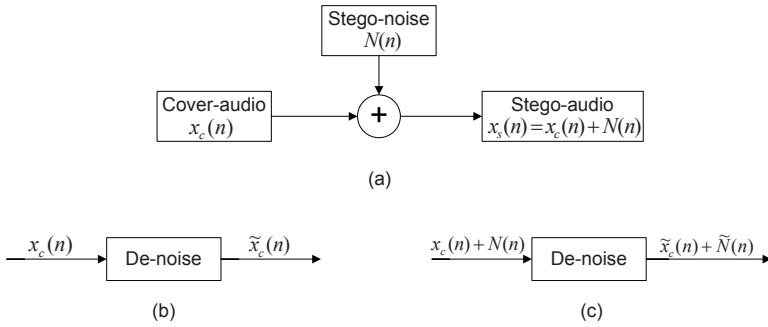 Stego-noise
N(n)
Cover-audio
x_c(n)
+
Stego-audio
x_s(n)=x_c(n)+N(n)
(a)
x_c(n)
De-noise
x̃_c(n)
(b)
x_c(n)+N(n)
De-noise
x̃_c(n)+Ñ(n)
(c)